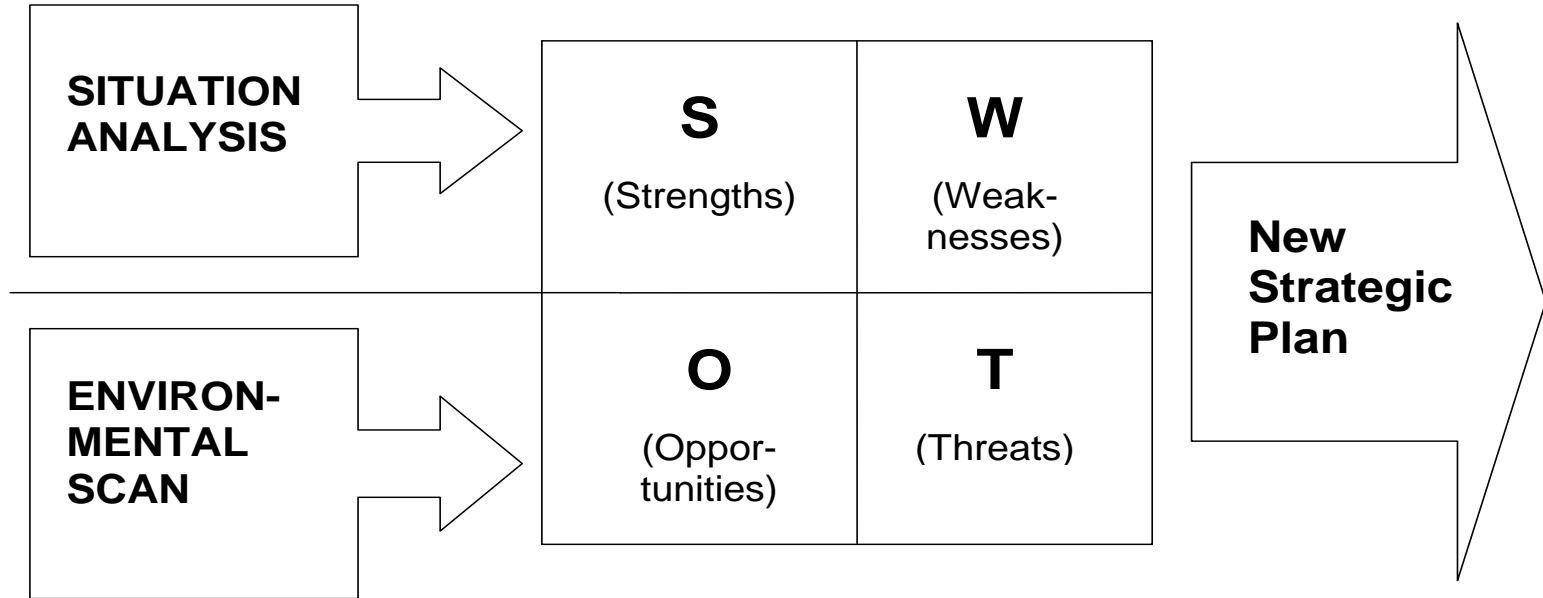 SITUATION
ANALYSIS
S
(Strengths)
W
(Weak-
nesses)
ENVIRON-
MENTAL
SCAN
O
(Oppor-
tunities)
T
(Threats)
New
Strategic
Plan